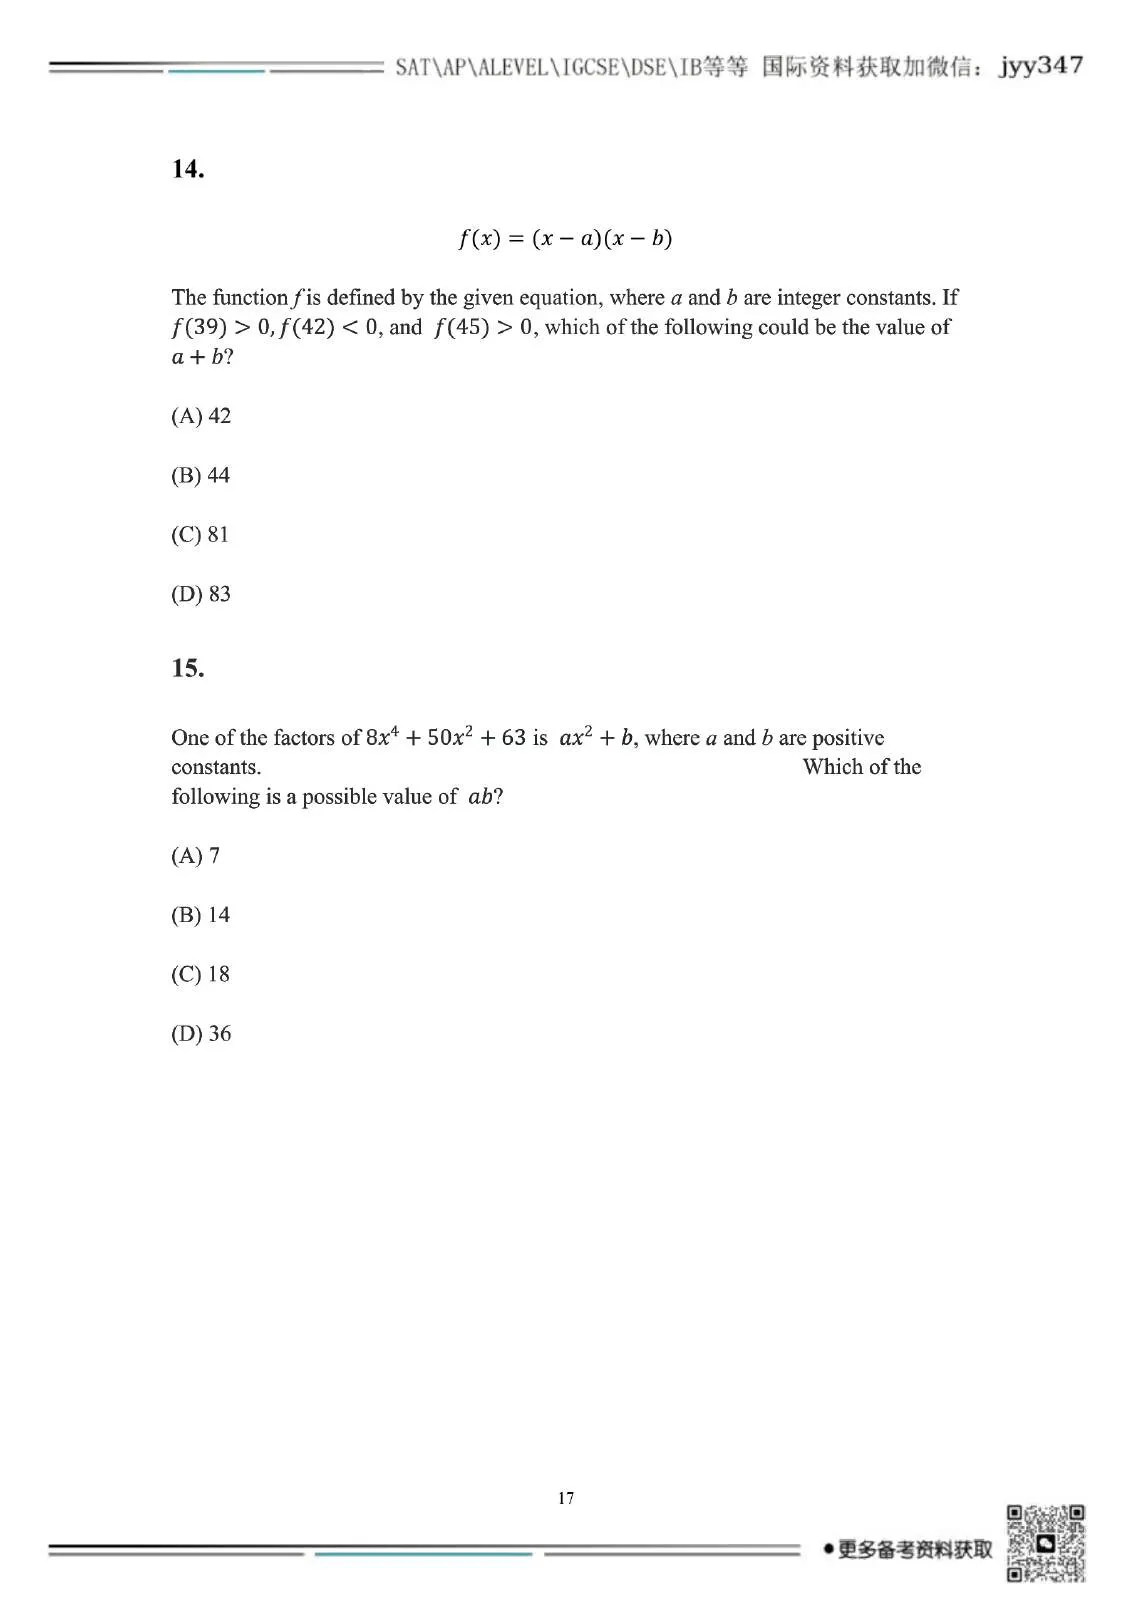 SAT\AP\ALEVEL\IGCSE\DSE\IB等等 国际资料获取加微信: jyy347
14.
f(x) = (x − a)(x − b)
The function f is defined by the given equation, where a and b are integer constants. If
f(39) > 0, f(42) < 0, and f(45) > 0, which of the following could be the value of
a + b?
(A) 42
(B) 44
(C) 81
(D) 83
15.
One of the factors of 8x⁴ + 50x² + 63 is ax² + b, where a and b are positive
constants. Which of the
following is a possible value of ab?
(A) 7
(B) 14
(C) 18
(D) 36
17
●更多备考资料获取